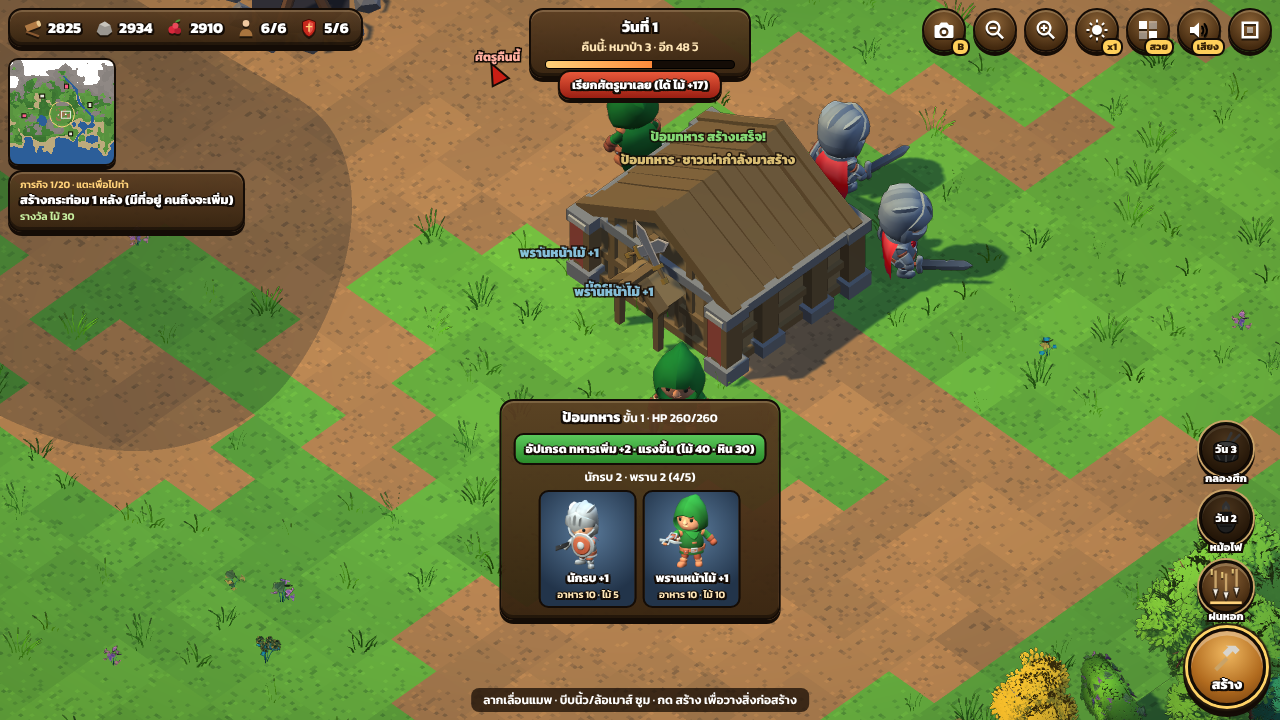 2825 2934 2910 6/6 5/6
วันที่ 1
คืนนี้: หมาป่า 3 · อีก 48 วิ
เรียกศัตรูมาเลย (ได้ ไม้ +17)
ศัตรูคืนนี้
B
x1
สวย
เสียง
ป้อมทหาร สร้างเสร็จ!
ป้อมทหาร · ชาวเผ่ากำลังมาสร้าง
ภารกิจ 1/20 · แตะเพื่อไปทำ
สร้างกระท่อม 1 หลัง (มีที่อยู่ คนถึงจะเพิ่ม)
รางวัล ไม้ 30
พรานหน้าไม้ +1
พรานหน้าไม้ +1
ป้อมทหาร ขั้น 1 · HP 260/260
อัปเกรด ทหารเพิ่ม +2 · แรงขึ้น (ไม้ 40 · หิน 30)
นักรบ 2 · พราน 2 (4/5)
นักรบ +1
อาหาร 10 · ไม้ 5
พรานหน้าไม้ +1
อาหาร 10 · ไม้ 10
วัน 3
กลองศึก
วัน 2
หม้อไฟ
ฝนหอก
สร้าง
ลากเลื่อนแมพ · บีบนิ้ว/ล้อเมาส์ ซูม · กด สร้าง เพื่อวางสิ่งก่อสร้าง